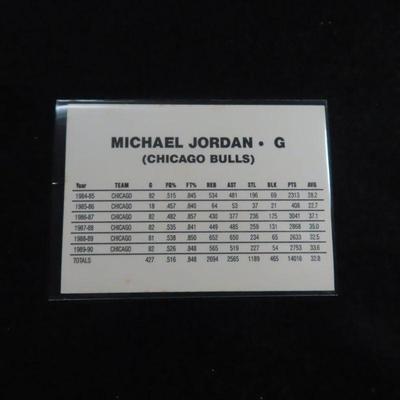 MICHAEL JORDAN • G
(CHICAGO BULLS)
Year TEAM G FG% FT% REB AST STL BLK PTS AVG
1984-85 CHICAGO 82 .515 .845 534 481 196 69 2313 28.2
1985-86 CHICAGO 18 .457 .840 64 53 37 21 408 22.7
1986-87 CHICAGO 82 .482 .857 430 377 236 125 3041 37.1
1987-88 CHICAGO 82 .535 .841 449 485 259 131 2868 35.0
1988-89 CHICAGO 81 .538 .850 652 650 234 65 2633 32.5
1989-90 CHICAGO 82 .526 .848 565 519 227 54 2753 33.6
TOTALS 427 .516 .848 2694 2565 1189 465 14016 32.8